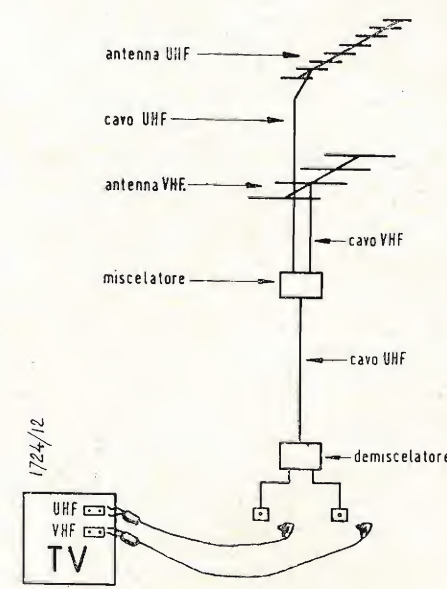 antenna UHF
cavo UHF
antenna VHF.
cavo VHF
miscelatore
cavo UHF
1724/12
demiscelatore
UHF
VHF
TV